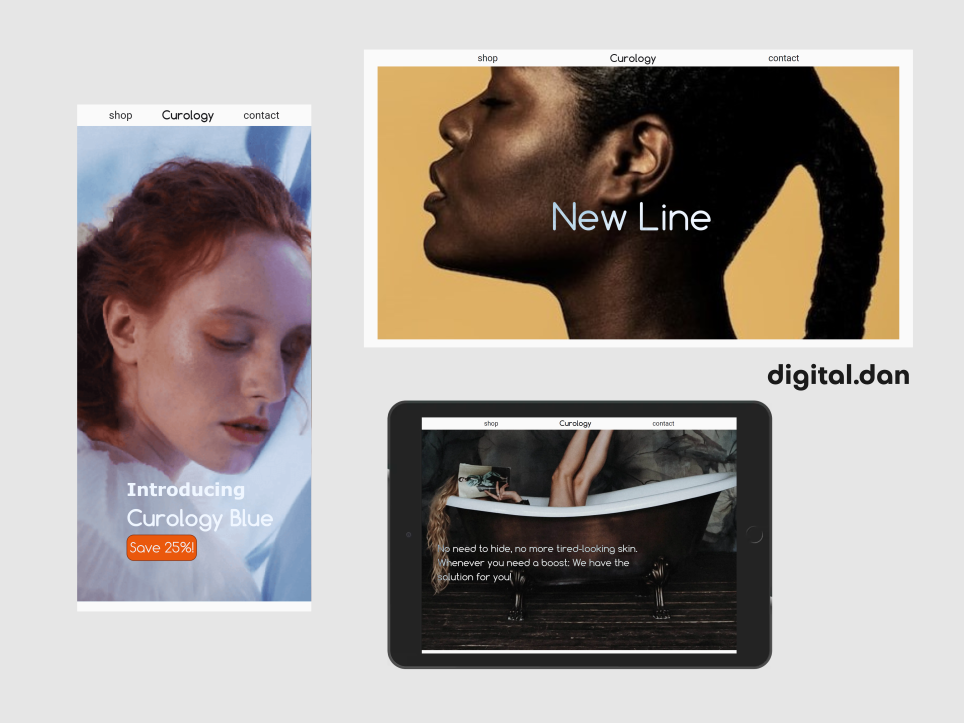 shop Curology contact
Introducing
Curology Blue
Save 25%!
shop Curology contact
New Line
digital.dan
shop Curology contact
No need to hide, no more tired-looking skin.
Whenever you need a boost: We have the
solution for you!